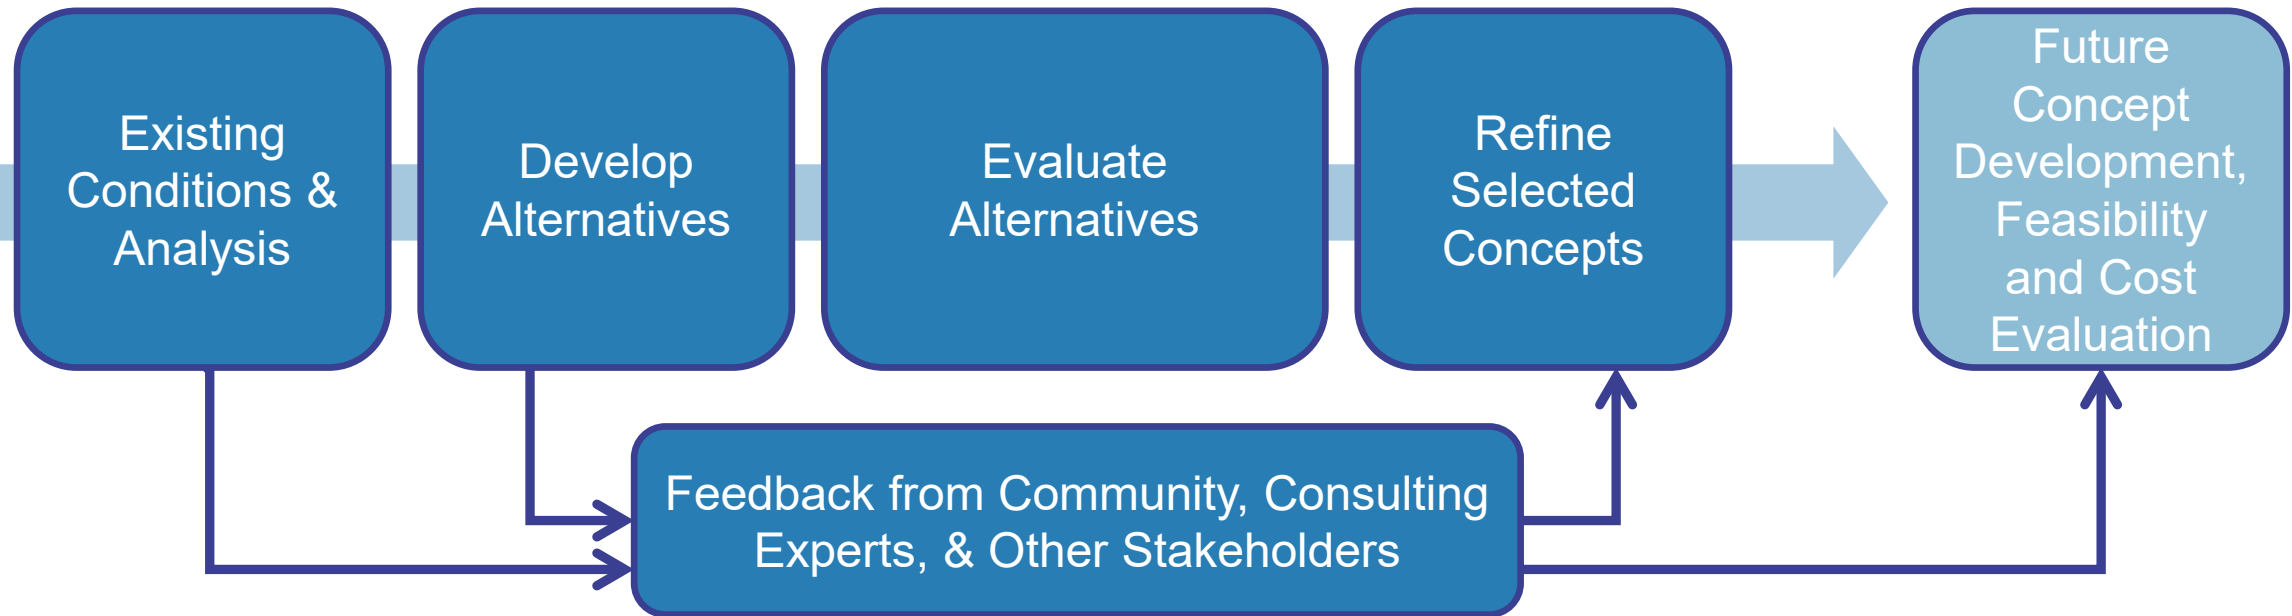 Existing
Conditions &
Analysis
Develop
Alternatives
Evaluate
Alternatives
Refine
Selected
Concepts
Future
Concept
Development,
Feasibility
and Cost
Evaluation
Feedback from Community, Consulting
Experts, & Other Stakeholders